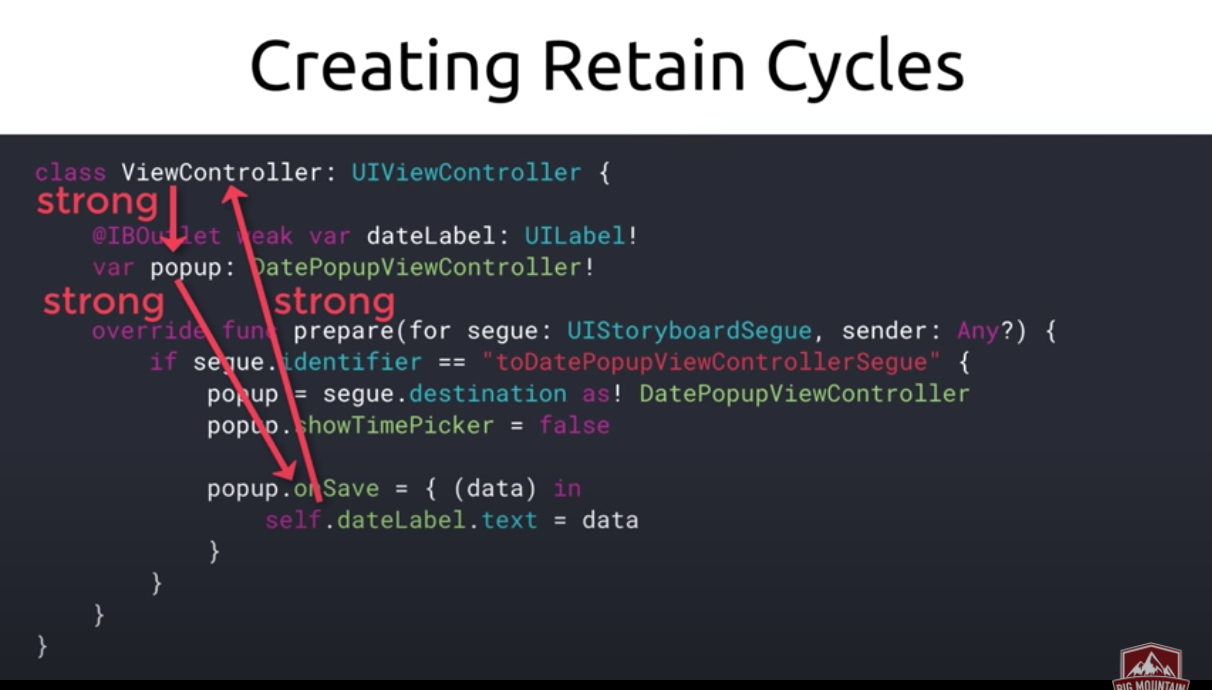 Creating Retain Cycles
class ViewController: UIViewController {
strong
@IBOutlet weak var dateLabel: UILabel!
var popup: DatePopupViewController!
strong strong
override func prepare(for segue: UIStoryboardSegue, sender: Any?) {
if segue.identifier == "toDatePopupViewControllerSegue" {
popup = segue.destination as! DatePopupViewController
popup.showTimePicker = false
popup.onSave = { (data) in
self.dateLabel.text = data
}
}
}
}
BIG MOUNTAIN